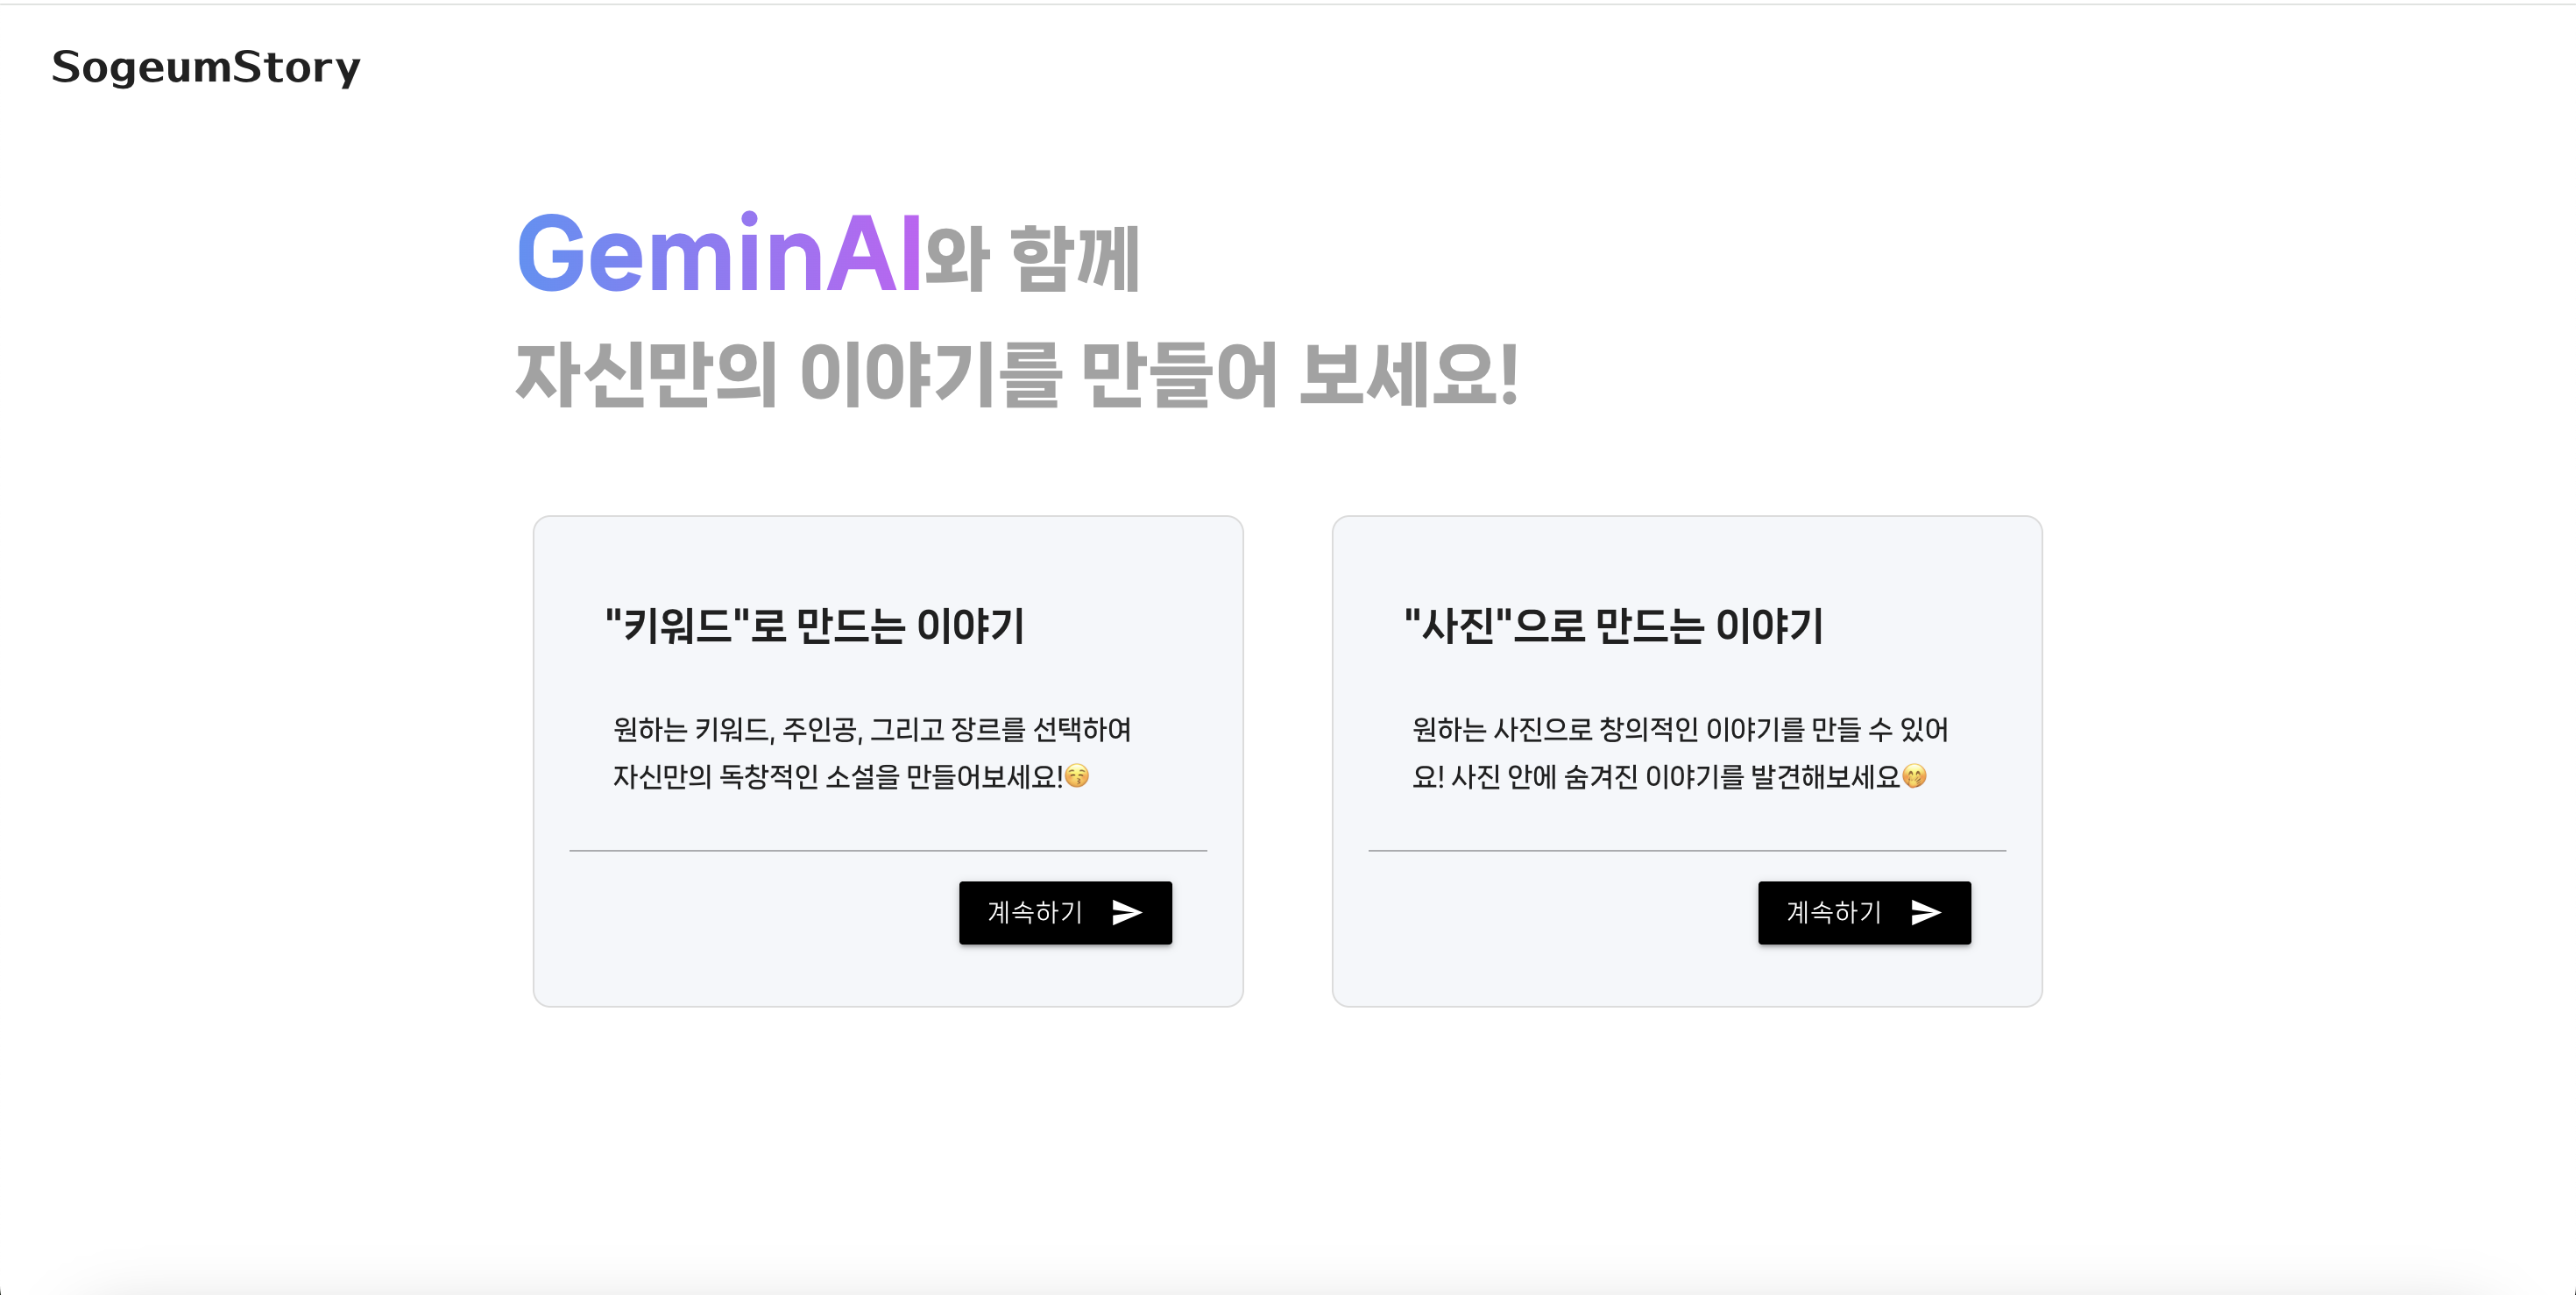 SogeumStory
GeminAI와 함께
자신만의 이야기를 만들어 보세요!
"키워드"로 만드는 이야기
원하는 키워드, 주인공, 그리고 장르를 선택하여
자신만의 독창적인 소설을 만들어보세요!😚
계속하기
"사진"으로 만드는 이야기
원하는 사진으로 창의적인 이야기를 만들 수 있어
요! 사진 안에 숨겨진 이야기를 발견해보세요🤭
계속하기